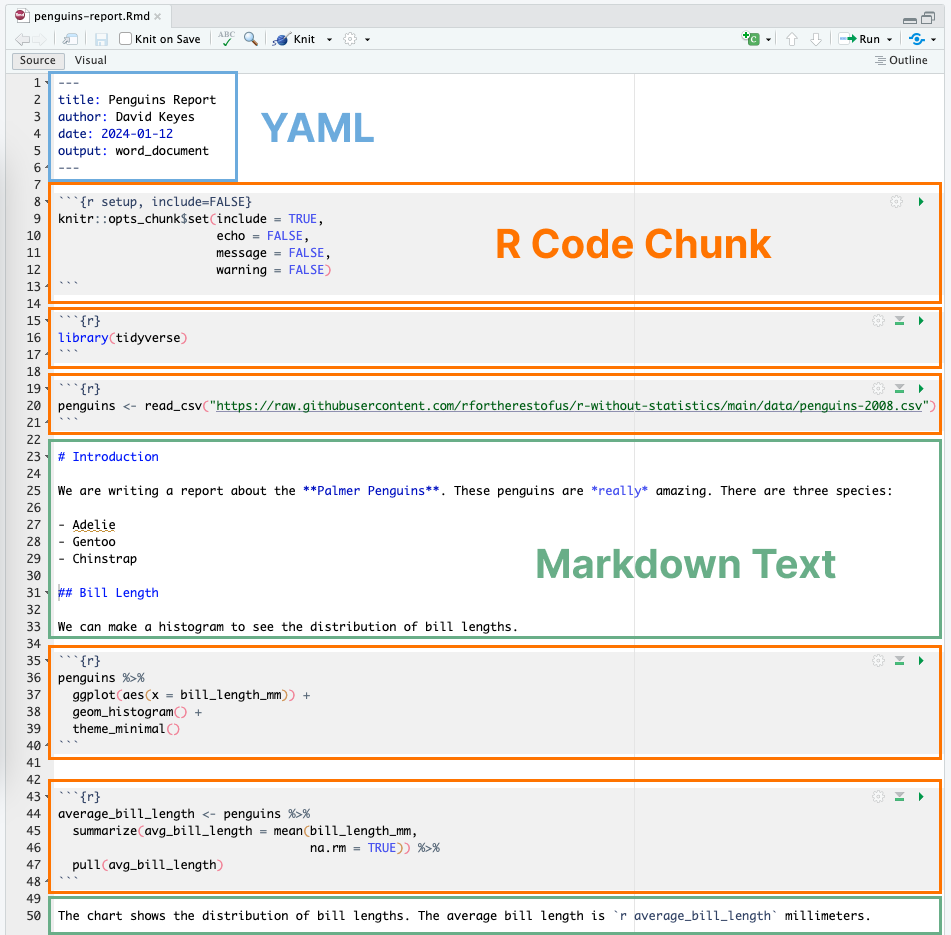 penguins-report.Rmd
Knit on Save
ABC
Knit
C
Run
Source
Visual
Outline
1 ---
2 title: Penguins Report
3 author: David Keyes
4 date: 2024-01-12
5 output: word_document
6 ---
YAML
7
8 ```{r setup, include=FALSE}
9 knitr::opts_chunk$set(include = TRUE,
10                       echo = FALSE,
11                       message = FALSE,
12                       warning = FALSE)
13 ```
R Code Chunk
14
15 ```{r}
16 library(tidyverse)
17 ```
18
19 ```{r}
20 penguins <- read_csv("https://raw.githubusercontent.com/rfortherestofus/r-without-statistics/main/data/penguins-2008.csv")
21 ```
22
23 # Introduction
24
25 We are writing a report about the **Palmer Penguins**. These penguins are *really* amazing. There are three species:
26
27 - Adelie
28 - Gentoo
29 - Chinstrap
30
Markdown Text
31 ## Bill Length
32
33 We can make a histogram to see the distribution of bill lengths.
34
35 ```{r}
36 penguins %>%
37   ggplot(aes(x = bill_length_mm)) +
38   geom_histogram() +
39   theme_minimal()
40 ```
41
42
43 ```{r}
44 average_bill_length <- penguins %>%
45   summarize(avg_bill_length = mean(bill_length_mm,
46                                    na.rm = TRUE)) %>%
47   pull(avg_bill_length)
48 ```
49
50 The chart shows the distribution of bill lengths. The average bill length is `r average_bill_length` millimeters.